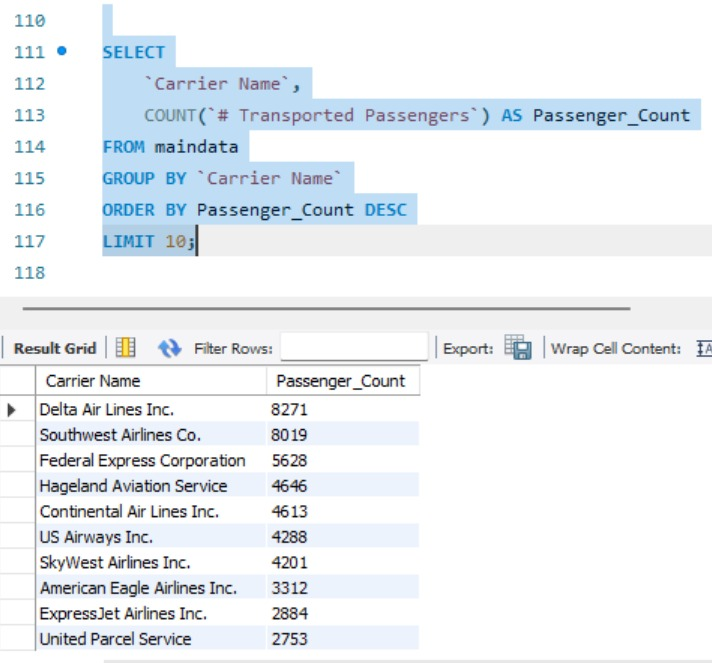 110
111 SELECT
112 `Carrier Name`,
113 COUNT(`# Transported Passengers`) AS Passenger_Count
114 FROM maindata
115 GROUP BY `Carrier Name`
116 ORDER BY Passenger_Count DESC
117 LIMIT 10;
118
Result Grid Filter Rows: Export: Wrap Cell Content: IA
Carrier Name Passenger_Count
Delta Air Lines Inc. 8271
Southwest Airlines Co. 8019
Federal Express Corporation 5628
Hageland Aviation Service 4646
Continental Air Lines Inc. 4613
US Airways Inc. 4288
SkyWest Airlines Inc. 4201
American Eagle Airlines Inc. 3312
ExpressJet Airlines Inc. 2884
United Parcel Service 2753